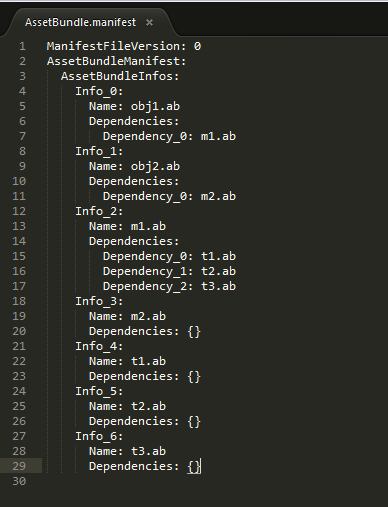 AssetBundle.manifest ×
1 ManifestFileVersion: 0
2 AssetBundleManifest:
3   AssetBundleInfos:
4     Info_0:
5       Name: obj1.ab
6       Dependencies:
7         Dependency_0: m1.ab
8     Info_1:
9       Name: obj2.ab
10       Dependencies:
11         Dependency_0: m2.ab
12     Info_2:
13       Name: m1.ab
14       Dependencies:
15         Dependency_0: t1.ab
16         Dependency_1: t2.ab
17         Dependency_2: t3.ab
18     Info_3:
19       Name: m2.ab
20       Dependencies: {}
21     Info_4:
22       Name: t1.ab
23       Dependencies: {}
24     Info_5:
25       Name: t2.ab
26       Dependencies: {}
27     Info_6:
28       Name: t3.ab
29       Dependencies: {}
30